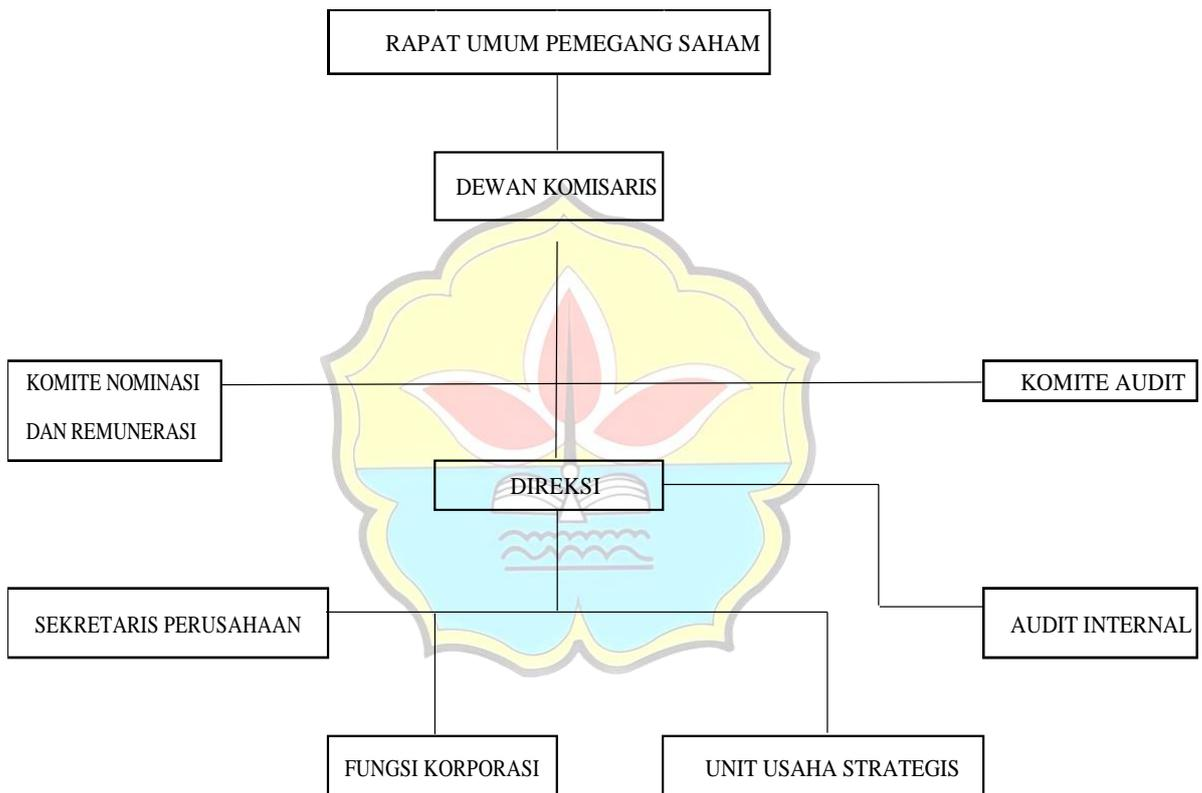 RAPAT UMUM PEMEGANG SAHAM
DEWAN KOMISARIS
KOMITE NOMINASI
DAN REMUNERASI
KOMITE AUDIT
DIREKSI
SEKRETARIS PERUSAHAAN
AUDIT INTERNAL
FUNGSI KORPORASI
UNIT USAHA STRATEGIS